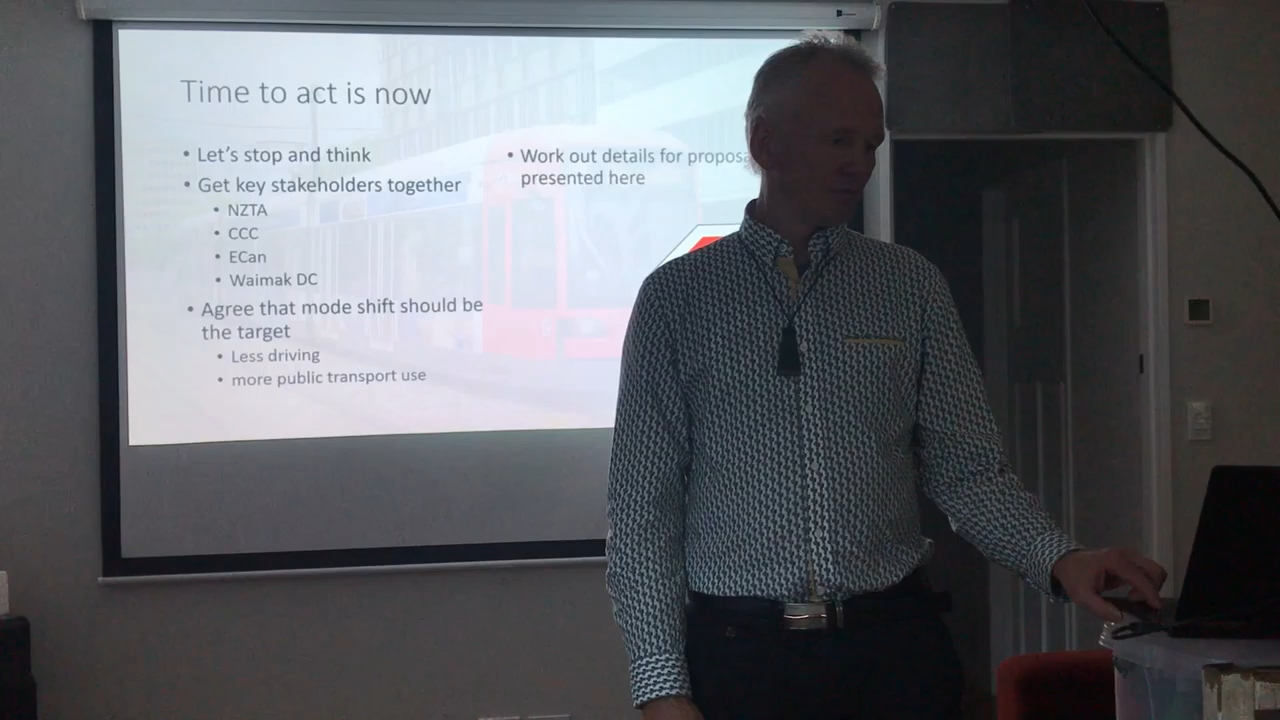 Time to act is now
• Let's stop and think
• Get key stakeholders together
• NZTA
• CCC
• ECan
• Waimak DC
• Agree that mode shift should be
the target
• Less driving
• more public transport use
• Work out details for
presented here